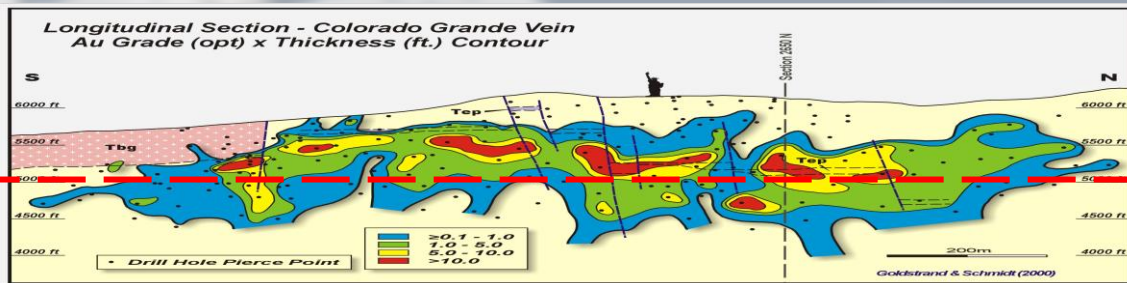 Longitudinal Section - Colorado Grande Vein
Au Grade (opt) x Thickness (ft.) Contour
Section 2650 N
S
N
6000 ft
Tep
6000 ft
5500 ft
Tbg
5500 ft
Tep
5000 ft
4500 ft
4500 ft
≥0.1 - 1.0
1.0 - 5.0
5.0 - 10.0
>10.0
4000 ft
4000 ft
200m
• Drill Hole Pierce Point
Goldstrand & Schmidt (2000)